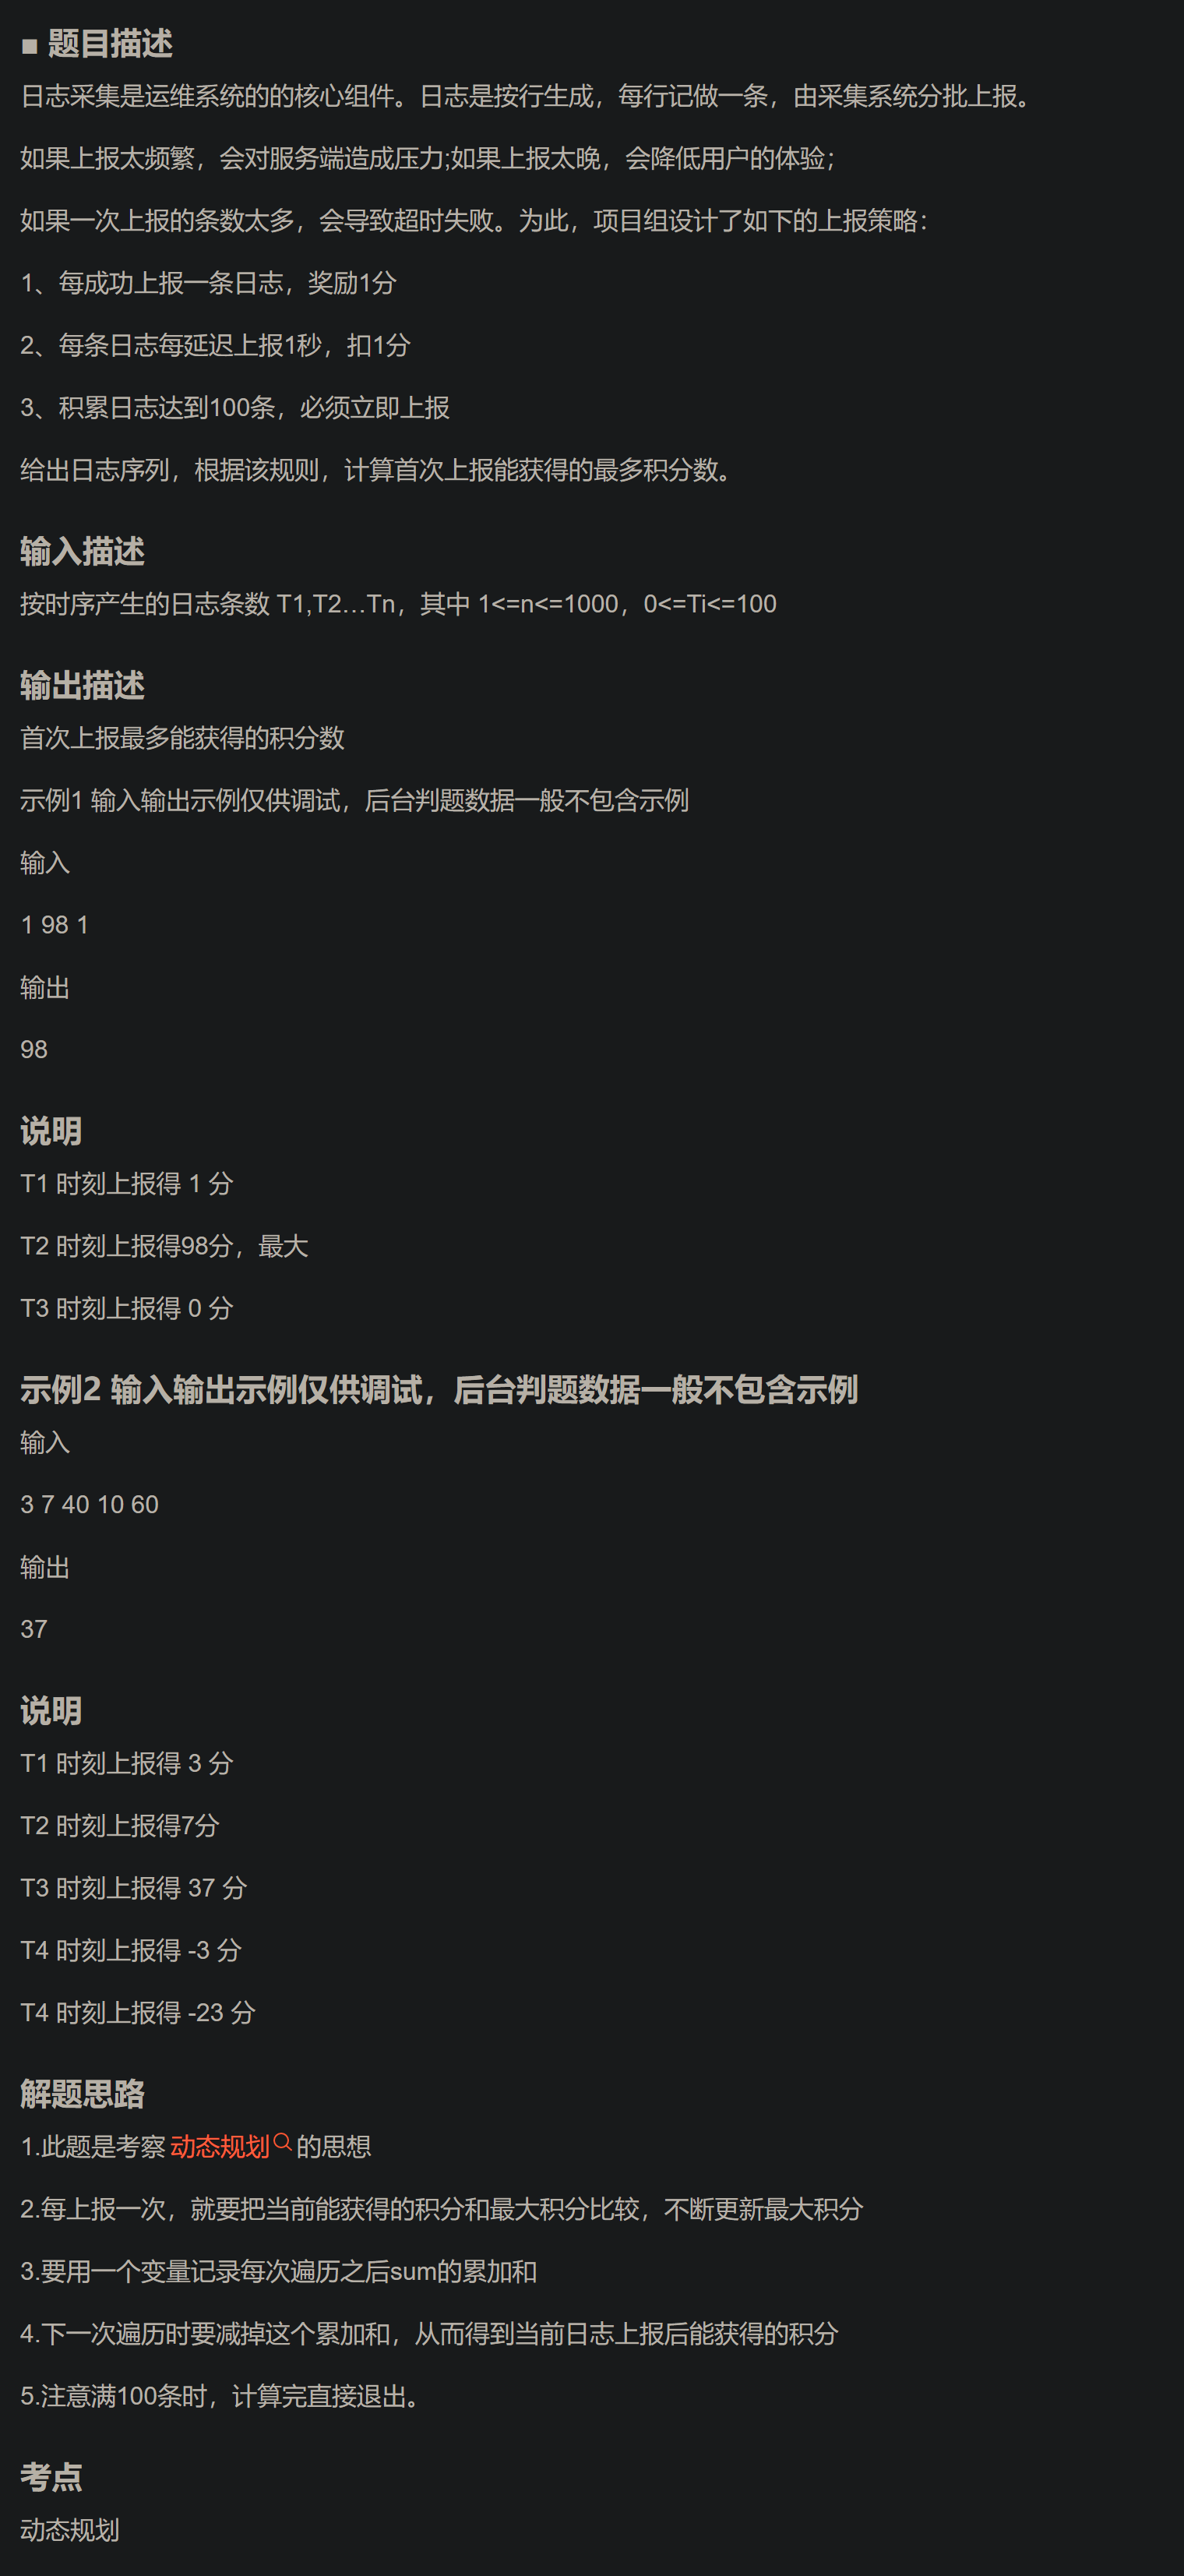 ■ 题目描述
日志采集是运维系统的的核心组件。日志是按行生成，每行记做一条，由采集系统分批上报。
如果上报太频繁，会对服务端造成压力;如果上报太晚，会降低用户的体验；
如果一次上报的条数太多，会导致超时失败。为此，项目组设计了如下的上报策略：
1、每成功上报一条日志，奖励1分
2、每条日志每延迟上报1秒，扣1分
3、积累日志达到100条，必须立即上报
给出日志序列，根据该规则，计算首次上报能获得的最多积分数。
输入描述
按时序产生的日志条数 T1,T2…Tn，其中 1<=n<=1000，0<=Ti<=100
输出描述
首次上报最多能获得的积分数
示例1 输入输出示例仅供调试，后台判题数据一般不包含示例
输入
1 98 1
输出
98
说明
T1 时刻上报得 1 分
T2 时刻上报得98分，最大
T3 时刻上报得 0 分
示例2 输入输出示例仅供调试，后台判题数据一般不包含示例
输入
3 7 40 10 60
输出
37
说明
T1 时刻上报得 3 分
T2 时刻上报得7分
T3 时刻上报得 37 分
T4 时刻上报得 -3 分
T4 时刻上报得 -23 分
解题思路
1.此题是考察 动态规划 的思想
2.每上报一次，就要把当前能获得的积分和最大积分比较，不断更新最大积分
3.要用一个变量记录每次遍历之后sum的累加和
4.下一次遍历时要减掉这个累加和，从而得到当前日志上报后能获得的积分
5.注意满100条时，计算完直接退出。
考点
动态规划